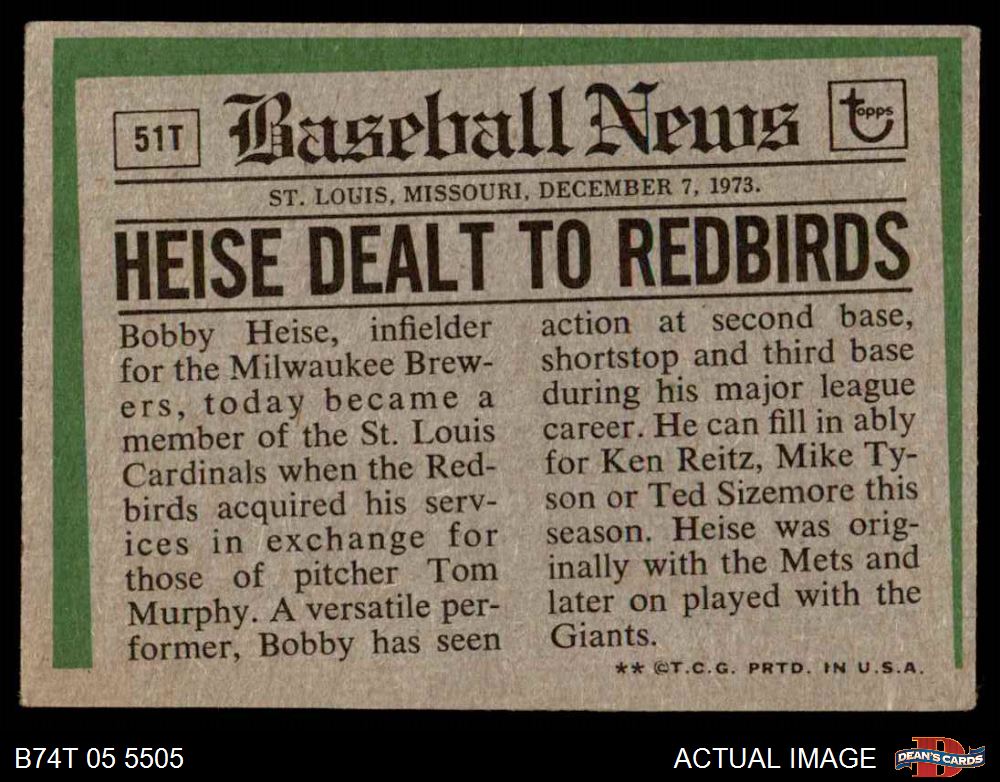 51T
Baseball News
topps
ST. LOUIS, MISSOURI, DECEMBER 7, 1973.
HEISE DEALT TO REDBIRDS
Bobby Heise, infielder
for the Milwaukee Brew-
ers, today became a
member of the St. Louis
Cardinals when the Red-
birds acquired his serv-
ices in exchange for
those of pitcher Tom
Murphy. A versatile per-
former, Bobby has seen
action at second base,
shortstop and third base
during his major league
career. He can fill in ably
for Ken Reitz, Mike Ty-
son or Ted Sizemore this
season. Heise was orig-
inally with the Mets and
later on played with the
Giants.
** ©T.C.G. PRTD. IN U.S.A.
B74T 05 5505
ACTUAL IMAGE
D
DEAN'S CARDS